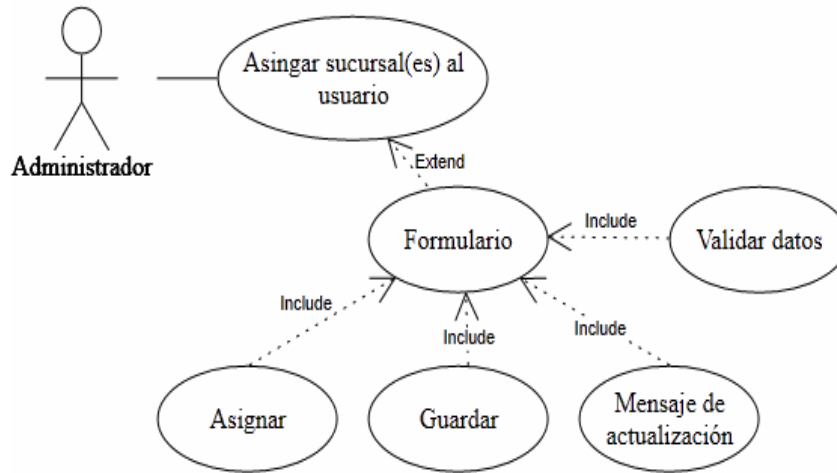 Asingar sucursal(es) al
usuario
Administrador
Extend
Formulario
Include
Validar datos
Include
Include
Include
Asignar
Guardar
Mensaje de
actualización